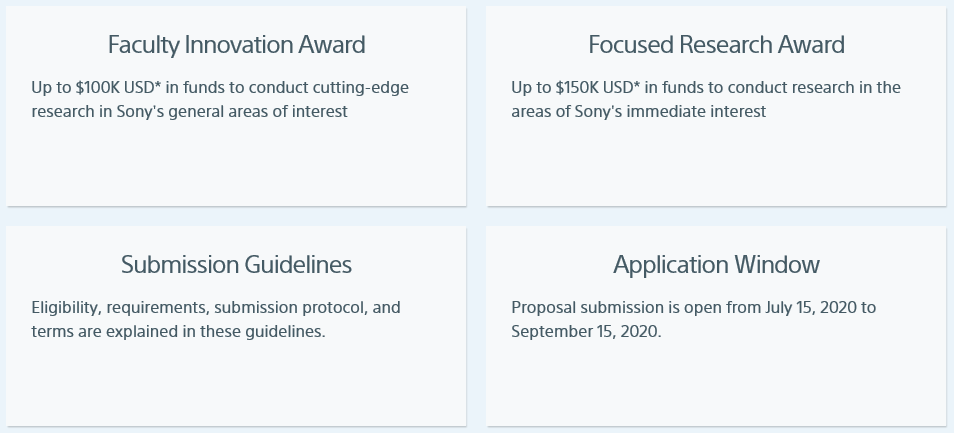 Faculty Innovation Award
Up to $100K USD* in funds to conduct cutting-edge
research in Sony's general areas of interest
Focused Research Award
Up to $150K USD* in funds to conduct research in the
areas of Sony's immediate interest
Submission Guidelines
Eligibility, requirements, submission protocol, and
terms are explained in these guidelines.
Application Window
Proposal submission is open from July 15, 2020 to
September 15, 2020.